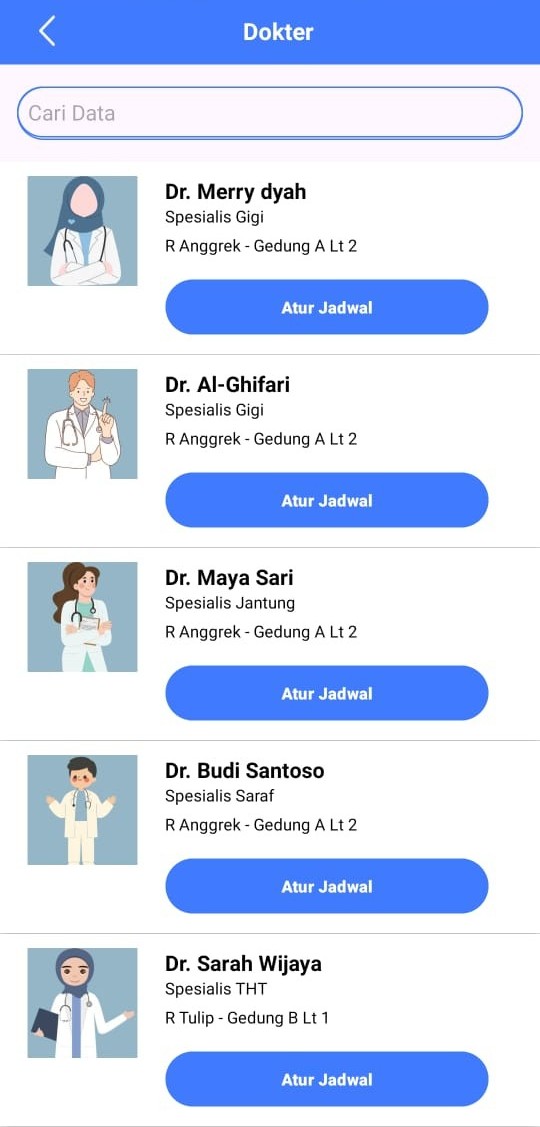 Dokter
Cari Data
Dr. Merry dyah
Spesialis Gigi
R Anggrek - Gedung A Lt 2
Atur Jadwal
Dr. Al-Ghifari
Spesialis Gigi
R Anggrek - Gedung A Lt 2
Atur Jadwal
Dr. Maya Sari
Spesialis Jantung
R Anggrek - Gedung A Lt 2
Atur Jadwal
Dr. Budi Santoso
Spesialis Saraf
R Anggrek - Gedung A Lt 2
Atur Jadwal
Dr. Sarah Wijaya
Spesialis THT
R Tulip - Gedung B Lt 1
Atur Jadwal